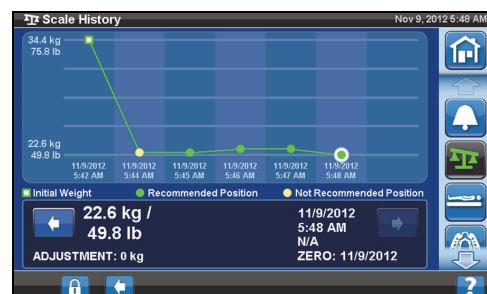 Scale History
Nov 9, 2012 5:48 AM
34.4 kg
75.8 lb
22.6 kg
49.8 lb
11/9/2012 11/9/2012 11/9/2012 11/9/2012 11/9/2012 11/9/2012
5:42 AM 5:44 AM 5:45 AM 5:46 AM 5:47 AM 5:48 AM
Initial Weight Recommended Position Not Recommended Position
22.6 kg /
49.8 lb
ADJUSTMENT: 0 kg
11/9/2012
5:48 AM
N/A
ZERO: 11/9/2012
?